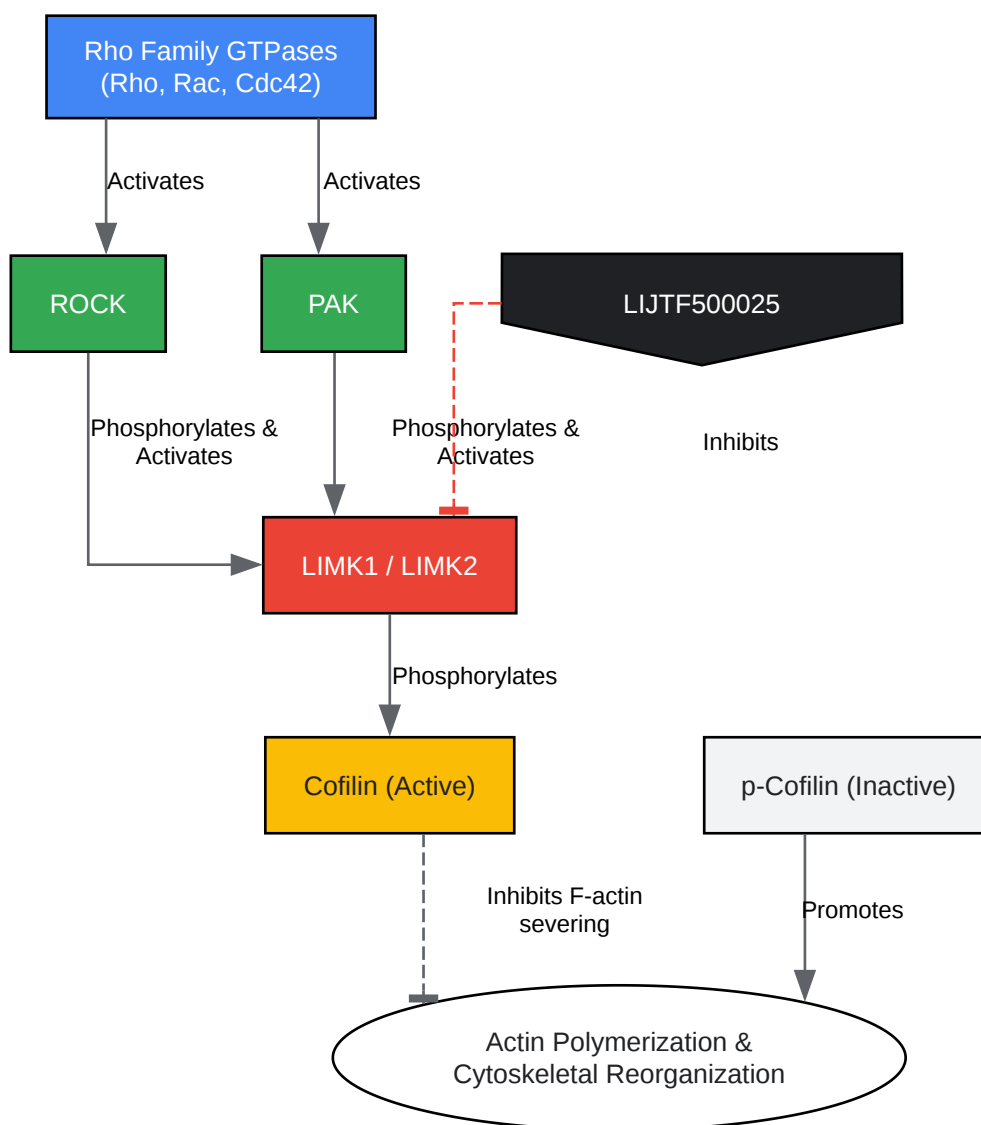 Rho Family GTPases
(Rho, Rac, Cdc42)
Activates
Activates
ROCK
PAK
LIJTF500025
Phosphorylates &
Activates
Phosphorylates &
Activates
Inhibits
LIMK1 / LIMK2
Phosphorylates
Cofilin (Active)
p-Cofilin (Inactive)
Inhibits F-actin
severing
Promotes
Actin Polymerization &
Cytoskeletal Reorganization